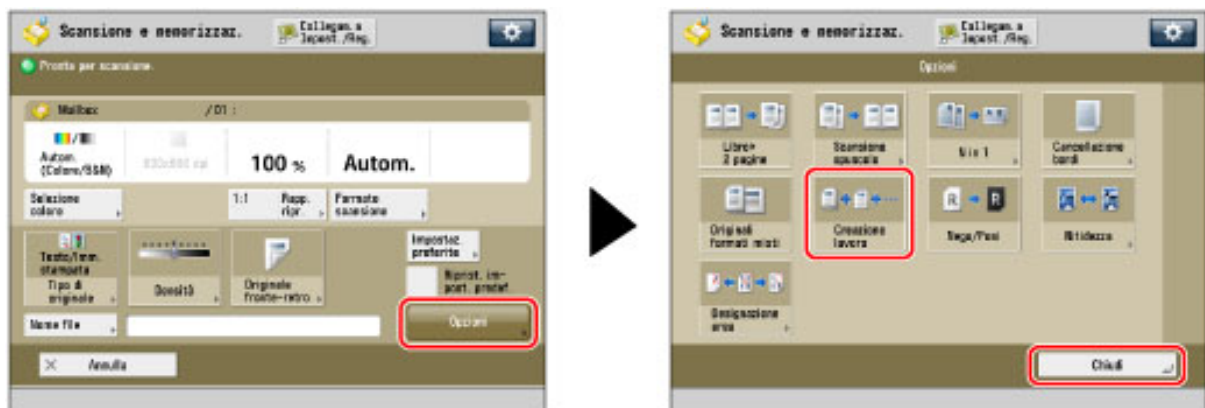 Scansione e memorizzaz.
Collegam. a
Impost./Reg.
Pronto per scansione.
Mailbox /01 :
Autom.
(Colore/B&N)
100 %
Autom.
Selezione
colore
1:1 Rapp.
ripr.
Formato
scansione
Testo/Imm.
stampata
Tipo di
originale
Densità
Originale
fronte-retro
Impostaz.
preferite
Riprist. im-
post. predef.
Nome file
Opzioni
Annulla
Scansione e memorizzaz.
Collegam. a
Impost./Reg.
Opzioni
Libro▸
2 pagine
Scansione
opuscolo
N in 1
Cancellazione
bordi
Originali
formati misti
Creazione
lavoro
R R
Nega/Posi
Nitidezza
Designazione
area
Chiudi